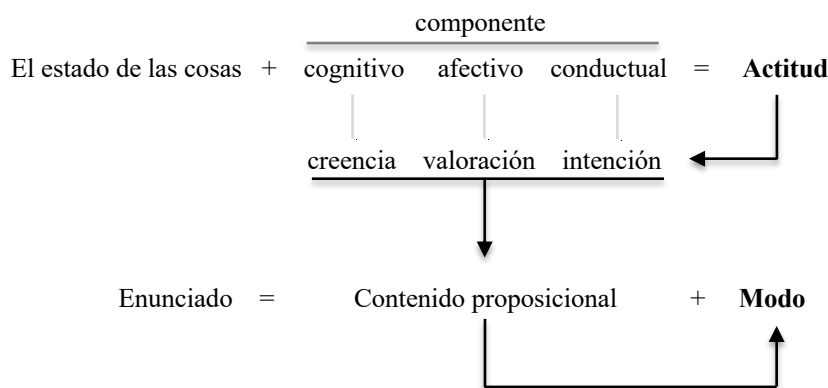 componente
El estado de las cosas + cognitivo afectivo conductual = Actitud
creencia valoración intención
Enunciado = Contenido proposicional + Modo